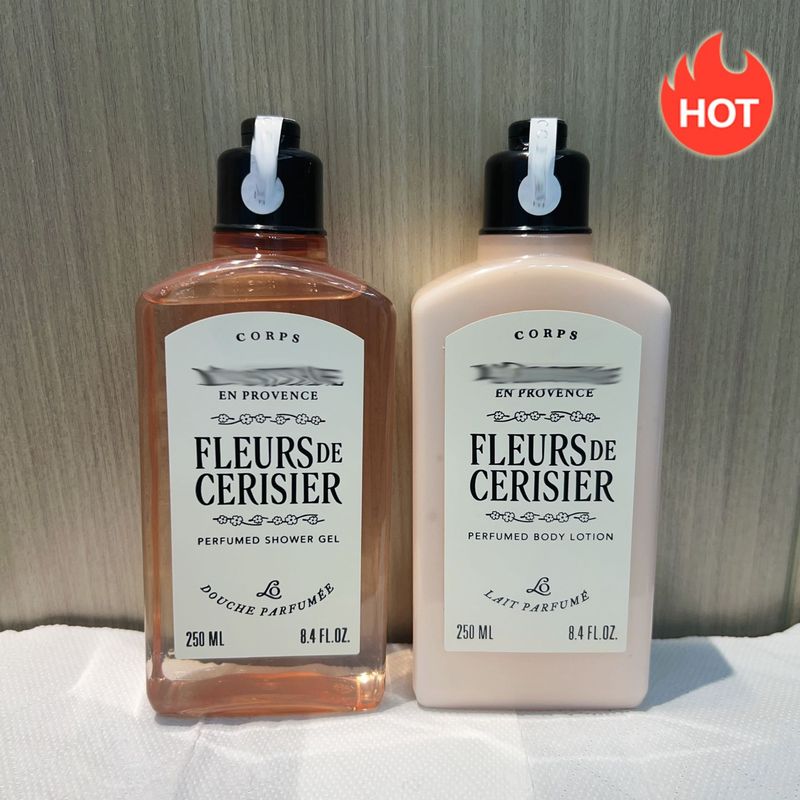 HOT
CORPS
EN PROVENCE
FLEURS DE
CERISIER
PERFUMED SHOWER GEL
LO
DOUCHE PARFUMÉE
250 ML 8.4 FL.OZ.
CORPS
EN PROVENCE
FLEURS DE
CERISIER
PERFUMED BODY LOTION
LO
LAIT PARFUMÉ
250 ML 8.4 FL.OZ.